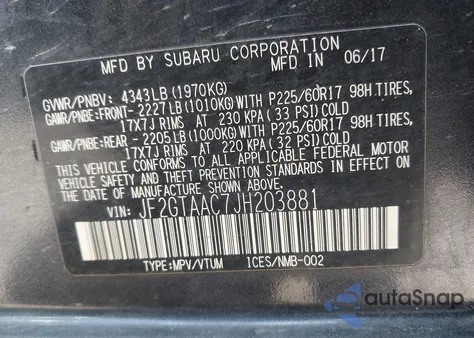 MFD BY SUBARU CORPORATION
MFD IN 06/17
GVWR/PNBV: 4343LB(1970KG)
GAWR/PNBE:FRONT-2227LB(1010KG)WITH P225/60R17 98H TIRES,
17X7J RIMS AT 230 KPA (33 PSI)COLD
GAWR/PNBE:REAR -2205LB(1000KG)WITH P225/60R17 98H TIRES,
17X7J RIMS AT 220 KPA (32 PSI)COLD
THIS VEHICLE CONFORMS TO ALL APPLICABLE FEDERAL MOTOR
VEHICLE SAFETY, BUMPER, AND THEFT PREVENTION STANDARDS IN
EFFECT ON THE DATE OF MANUFACTURE SHOWN ABOVE.
VIN: JF2GTAAC7JH203881
TYPE:MPV/VTUM ICES/NMB-002
autoSnap